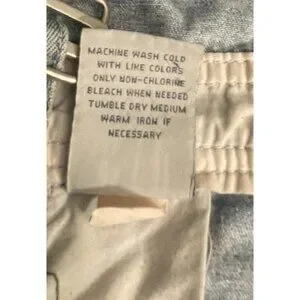 MACHINE WASH COLD
WITH LIKE COLORS
ONLY NON-CHLORINE
BLEACH WHEN NEEDED
TUMBLE DRY MEDIUM
WARM IRON IF
NECESSARY